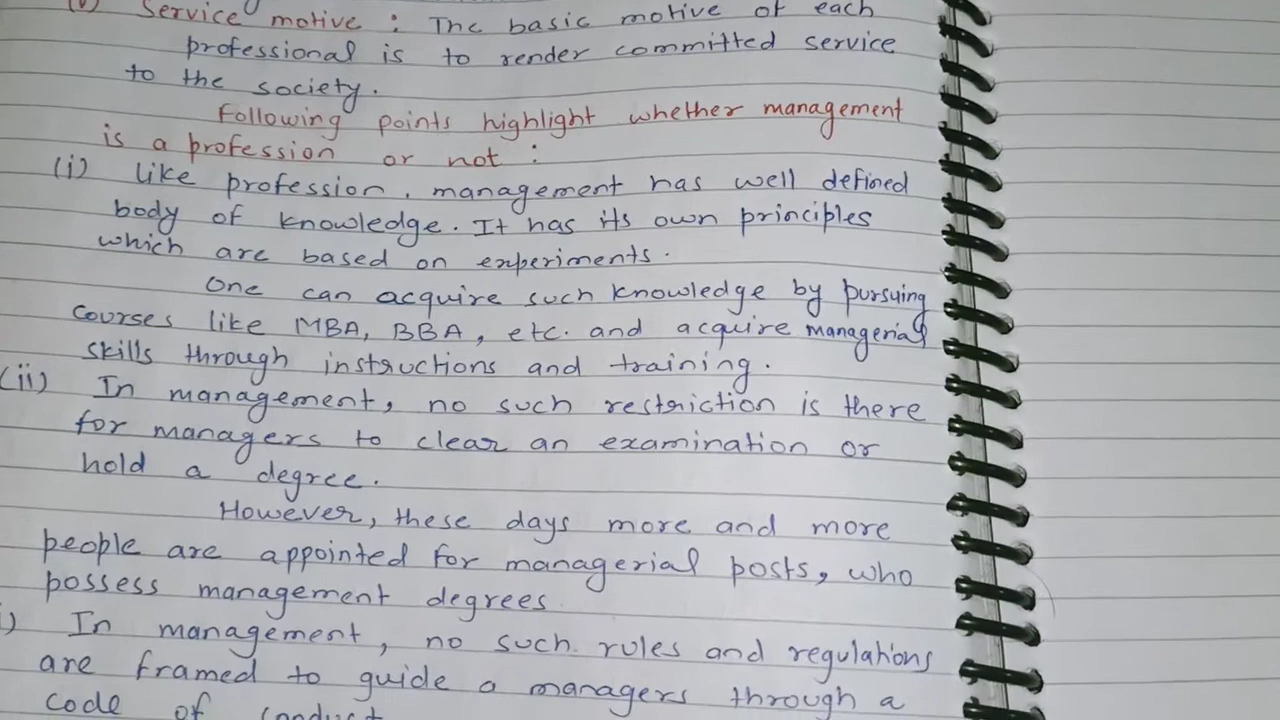 (v) Service motive : The basic motive of each
professional is to render committed service
to the society.
Following points highlight whether management
is a profession or not :
(i) Like profession, management has well defined
body of knowledge. It has its own principles
which are based on experiments.
One can acquire such knowledge by pursuing
courses like MBA, BBA, etc. and acquire managerial
skills through instructions and training.
(ii) In management, no such restriction is there
for managers to clear an examination or
hold a degree.
However, these days more and more
people are appointed for managerial posts, who
possess management degrees.
i) In management, no such rules and regulations
are framed to guide a managers through a
code of conduct